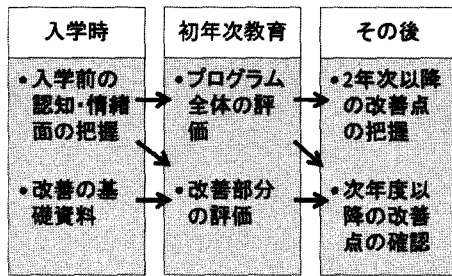 入学時
•入学前の
認知･情緒
面の把握
•改善の基
礎資料
初年次教育
•プログラム
全体の評
価
•改善部分
の評価
その後
•2年次以降
の改善点
の把握
•次年度以
降の改善
点の確認